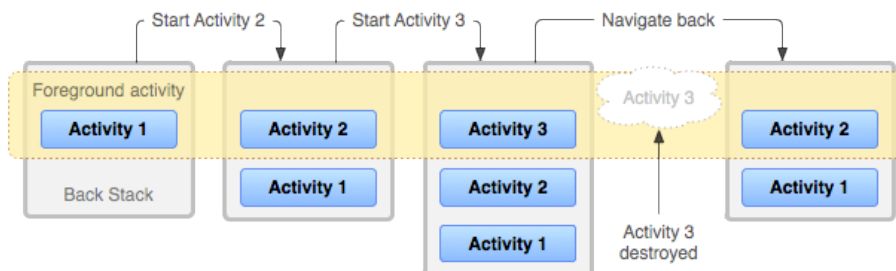 Start Activity 2
Start Activity 3
Navigate back
Foreground activity
Activity 3
Activity 1
Activity 2
Activity 3
Activity 2
Back Stack
Activity 1
Activity 2
Activity 1
Activity 1
Activity 3
destroyed